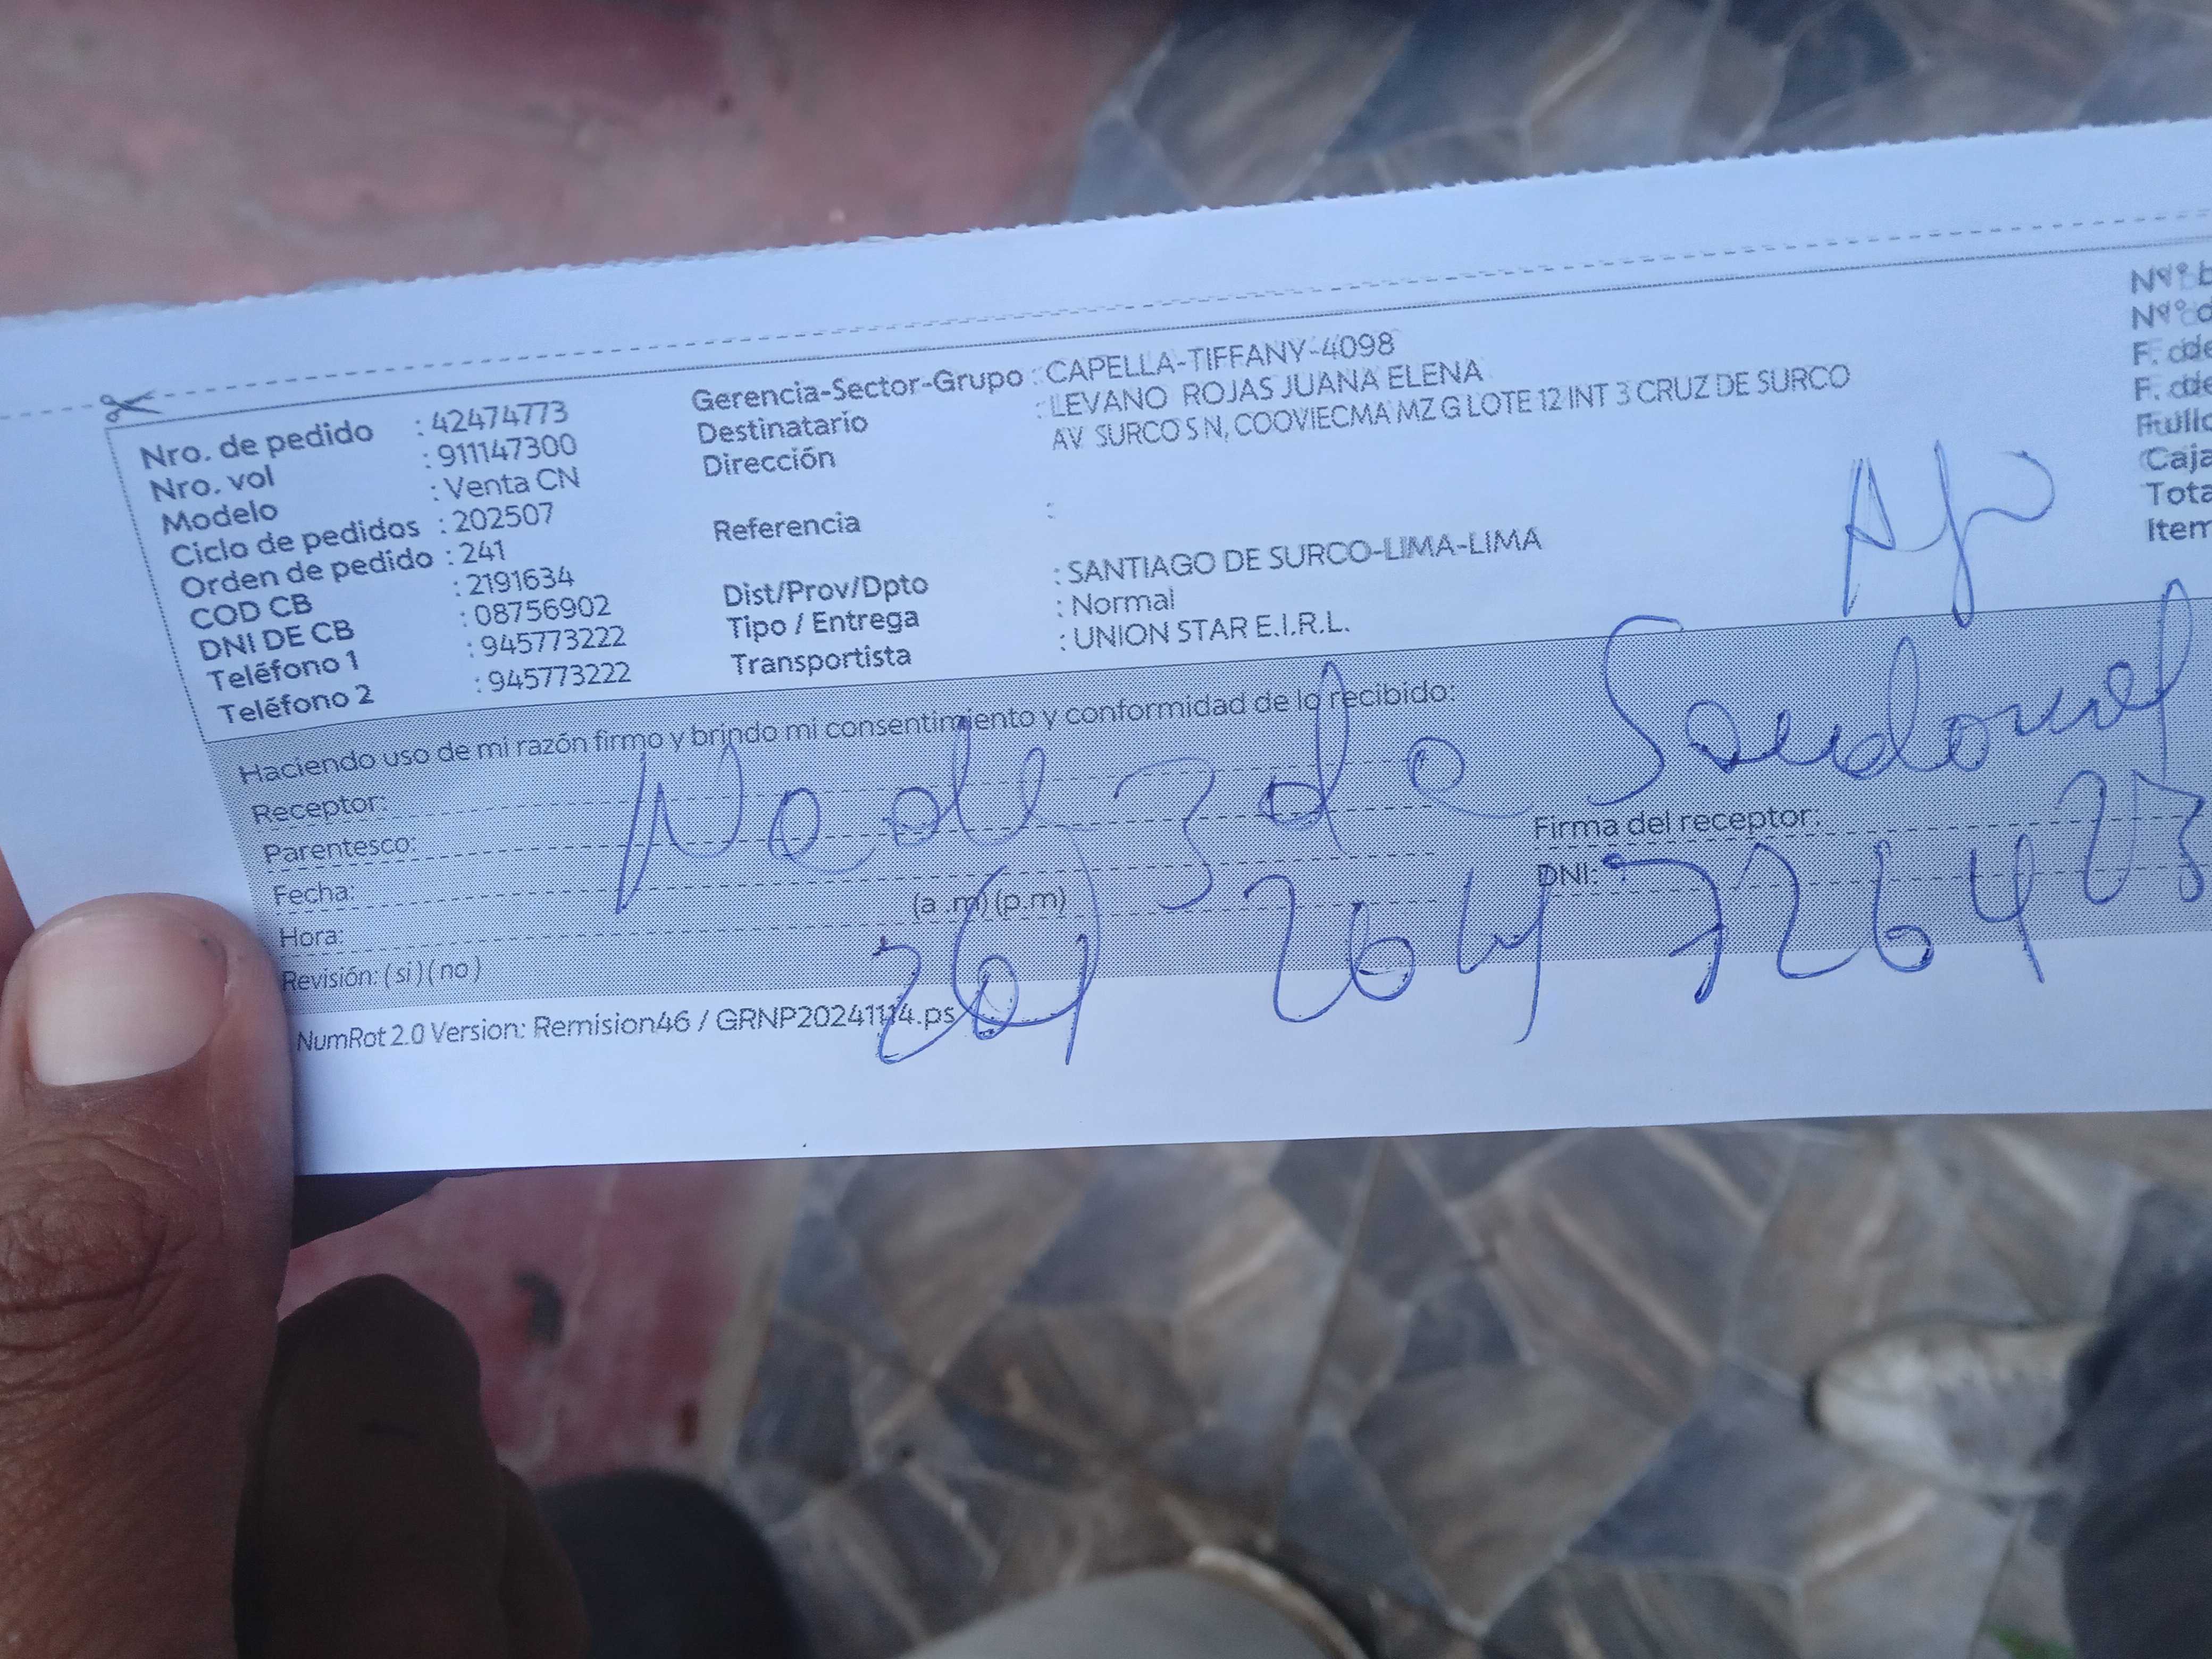 Nro. de pedido : 42474773
Nro. vol : 911147300
Modelo : Venta CN
Ciclo de pedidos : 202507
Orden de pedido : 241
COD CB : 2191634
DNI DE CB : 08756902
Teléfono 1 : 945773222
Teléfono 2 : 945773222
Gerencia-Sector-Grupo : CAPELLA-TIFFANY-4098
Destinatario : LEVANO ROJAS JUANA ELENA
Dirección AV SURCO S N, COOVIECMA MZ G LOTE 12 INT 3 CRUZ DE SURCO
Referencia :
Dist/Prov/Dpto : SANTIAGO DE SURCO-LIMA-LIMA
Tipo / Entrega : Normal
Transportista : UNION STAR E.I.R.L.
Caja
Item
Haciendo uso de mi razón firmo y brindo mi consentimiento y conformidad de lo recibido:
Receptor:
Parentesco:
Fecha:
Hora: (a .m) (p.m)
Revisión: ( si ) ( no )
Sandoval
Firma del receptor:
DNI:
NumRot 2.0 Version: Remision46 / GRNP20241114.ps